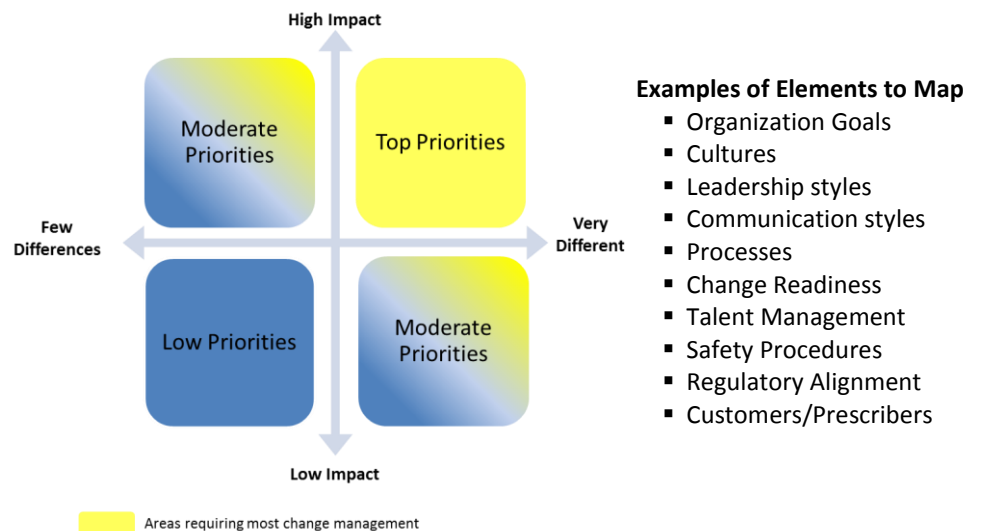 High Impact
Moderate
Priorities
Top Priorities
Few
Differences
Very
Different
Low Priorities
Moderate
Priorities
Low Impact
Areas requiring most change management
Examples of Elements to Map
▪ Organization Goals
▪ Cultures
▪ Leadership styles
▪ Communication styles
▪ Processes
▪ Change Readiness
▪ Talent Management
▪ Safety Procedures
▪ Regulatory Alignment
▪ Customers/Prescribers